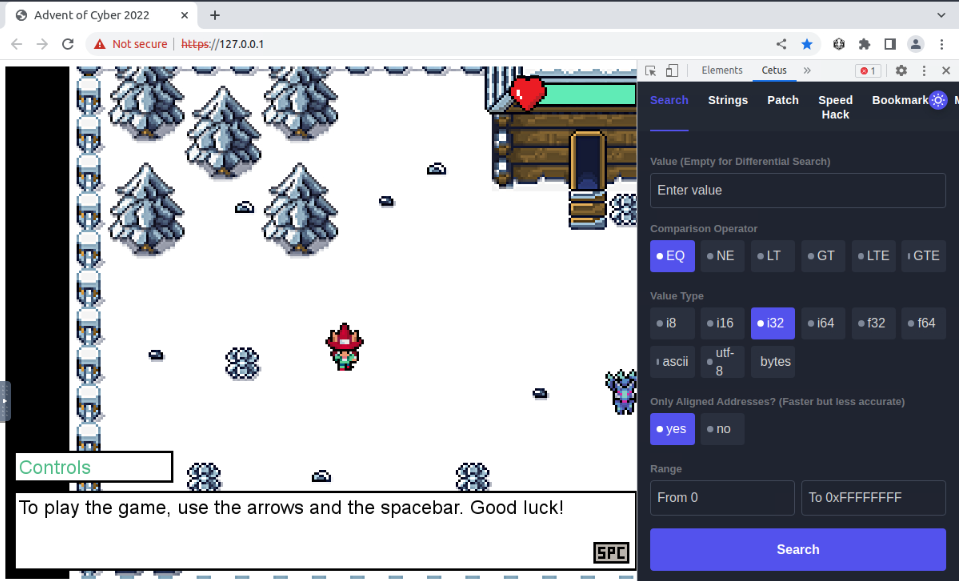 Advent of Cyber 2022
Not secure https://127.0.0.1
Elements Cetus » 1
Search Strings Patch Speed Hack Bookmark M
Value (Empty for Differential Search)
Enter value
Comparison Operator
EQ NE LT GT LTE GTE
Value Type
i8 i16 i32 i64 f32 f64
ascii utf-8 bytes
Only Aligned Addresses? (Faster but less accurate)
yes no
Range
From 0 To 0xFFFFFFFF
Search
Controls
To play the game, use the arrows and the spacebar. Good luck!
SPC